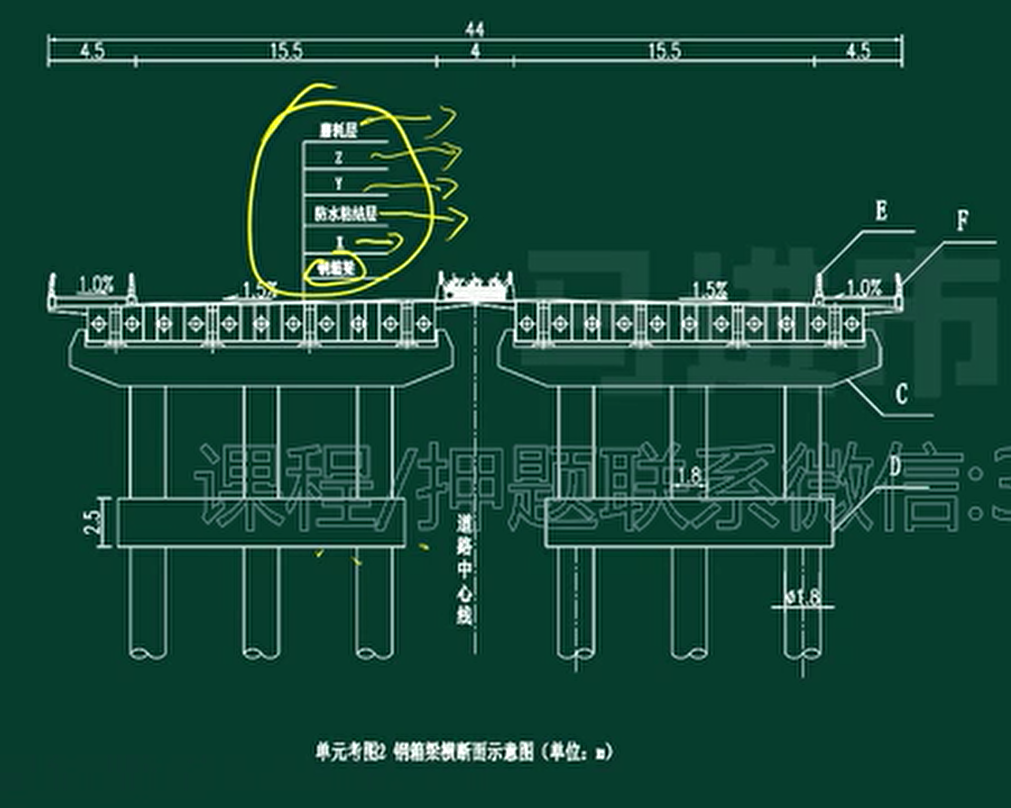 44
4.5 15.5 4 15.5 4.5
磨耗层
Z
Y
防水粘结层
X
钢箱梁
E
F
1.0% 1.5% 1.5% 1.0%
司进市
C
课程/押题联系微信:3
D
1.8
2.5
道路中心线
ø1.8
单元考图2 钢箱梁横断面示意图（单位：m）